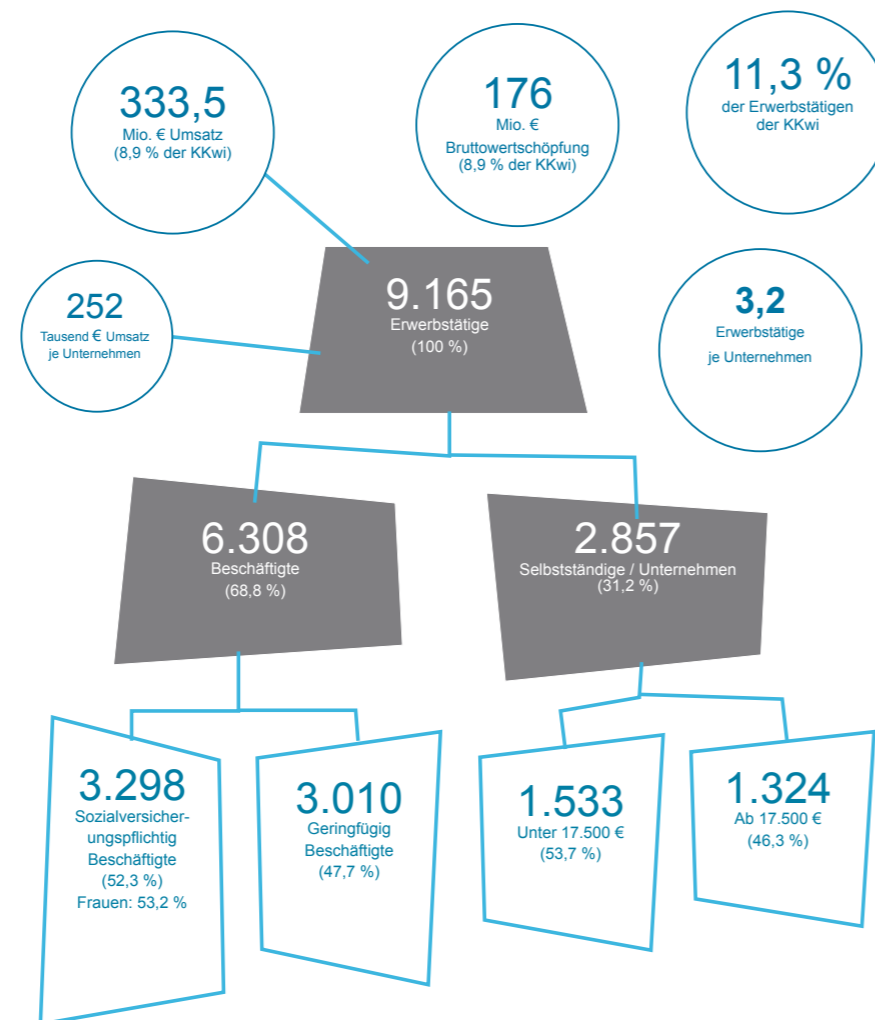 333,5
Mio. € Umsatz
(8,9 % der KKwi)
176
Mio. €
Bruttowertschöpfung
(8,9 % der KKwi)
11,3 %
der Erwerbstätigen
der KKwi
252
Tausend € Umsatz
je Unternehmen
9.165
Erwerbstätige
(100 %)
3,2
Erwerbstätige
je Unternehmen
6.308
Beschäftigte
(68,8 %)
2.857
Selbstständige / Unternehmen
(31,2 %)
3.298
Sozialversicher-
ungspflichtig
Beschäftigte
(52,3 %)
Frauen: 53,2 %
3.010
Geringfügig
Beschäftigte
(47,7 %)
1.533
Unter 17.500 €
(53,7 %)
1.324
Ab 17.500 €
(46,3 %)